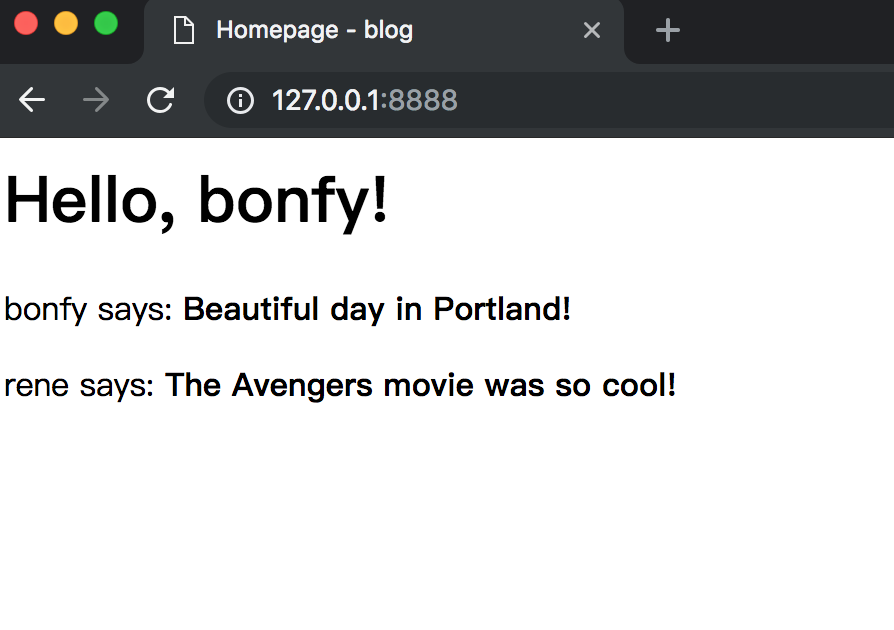 Homepage - blog
127.0.0.1:8888
Hello, bonfy!
bonfy says: Beautiful day in Portland!
rene says: The Avengers movie was so cool!